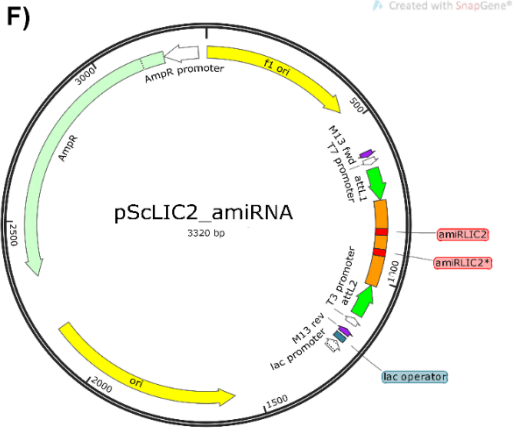 F)
Created with SnapGene®
AmpR promoter
f1 ori
3000
500
AmpR
M13 fwd
T7 promoter
attL1
pScLIC2_amiRNA
3320 bp
amiRLIC2
2500
amiRLIC2*
1000
T3 promoter
attL2
M13 rev
lac promoter
lac operator
ori
2000
1500